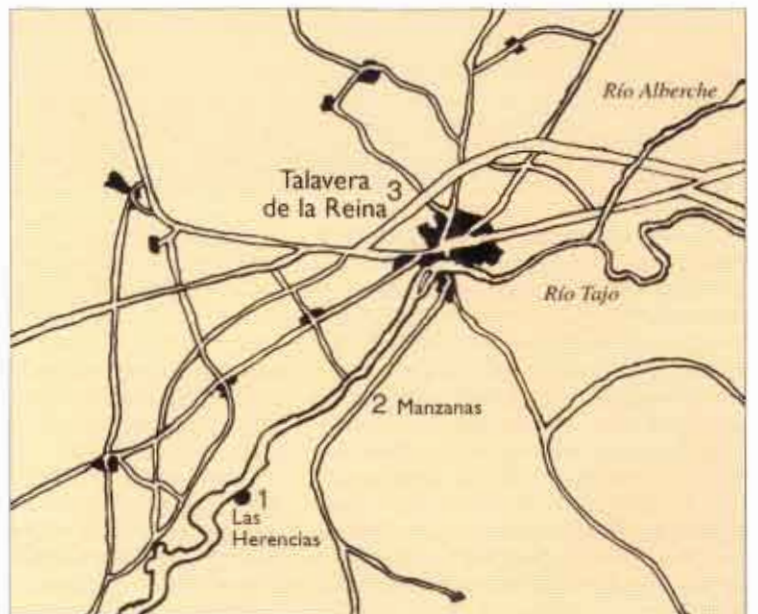 Río Alberche
Talavera
de la Reina
3
Río Tajo
2 Manzanas
1
Las
Herencias